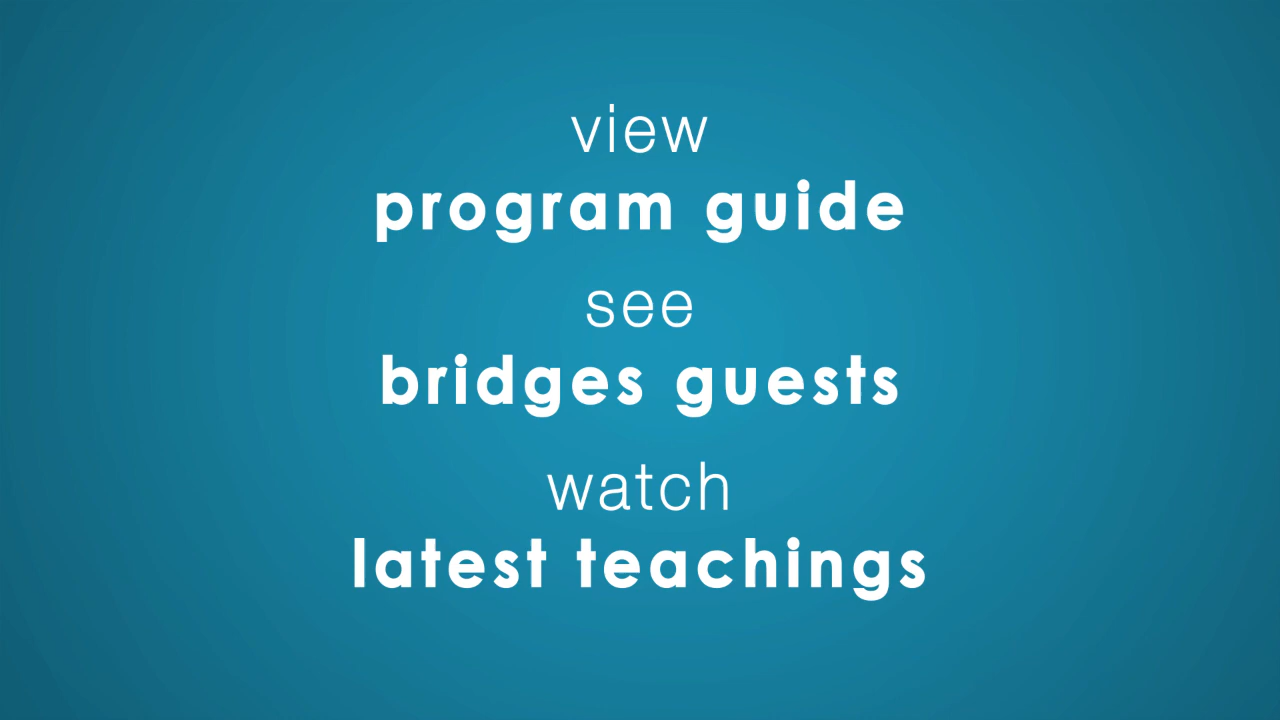 view
program guide
see
bridges guests
watch
latest teachings